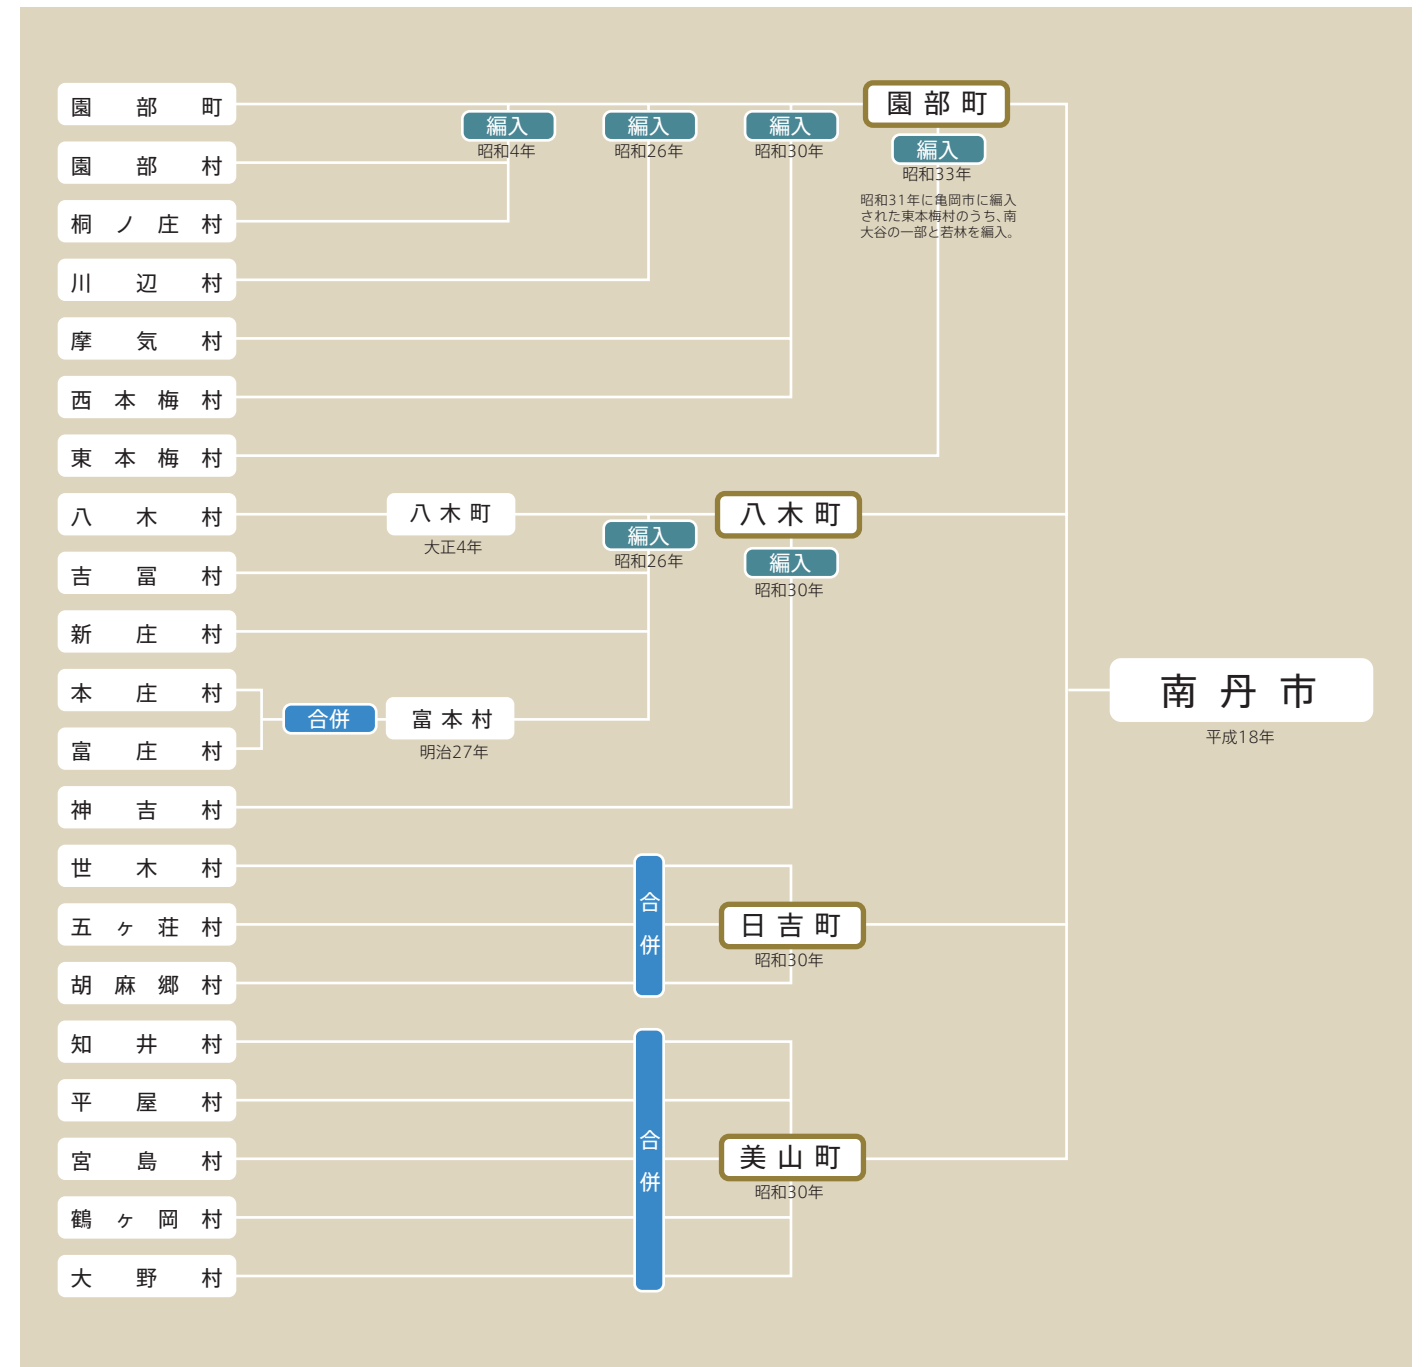 園部町
園部村
桐ノ庄村
川辺村
摩気村
西本梅村
東本梅村
八木村
吉冨村
新庄村
本庄村
富庄村
神吉村
世木村
五ヶ荘村
胡麻郷村
知井村
平屋村
宮島村
鶴ヶ岡村
大野村
編入
昭和4年
編入
昭和26年
編入
昭和30年
園部町
編入
昭和33年
昭和31年に亀岡市に編入
された東本梅村のうち、南
大谷の一部と若林を編入。
八木町
大正4年
編入
昭和26年
八木町
編入
昭和30年
合併
富本村
明治27年
合併
日吉町
昭和30年
合併
美山町
昭和30年
南丹市
平成18年